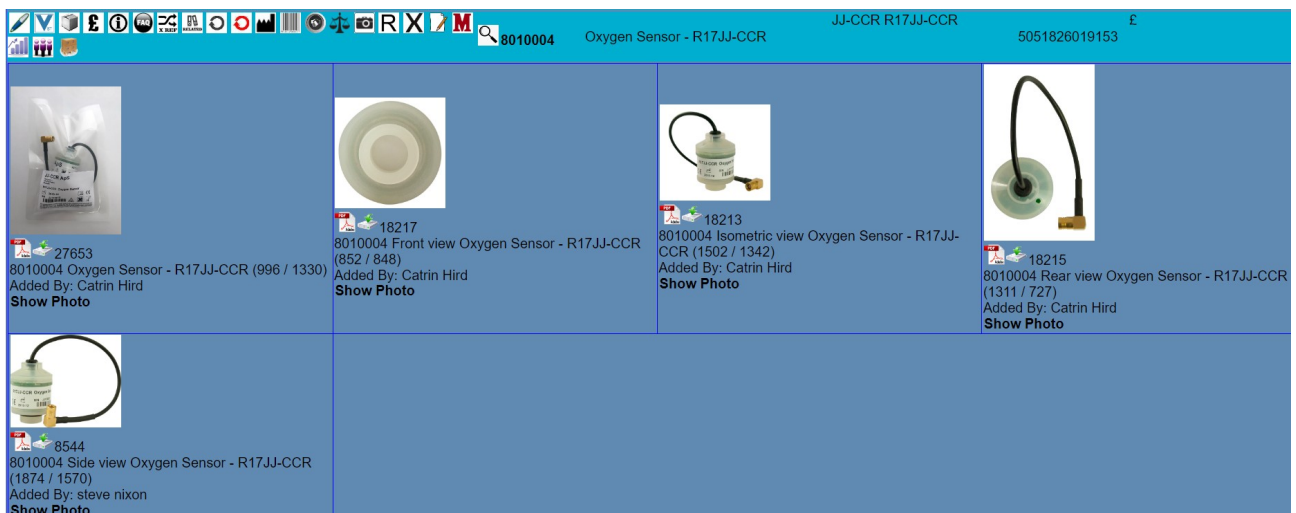 FAQ
X REF
RELATED
R X M
8010004
Oxygen Sensor - R17JJ-CCR
JJ-CCR R17JJ-CCR
£
5051826019153
27653
8010004 Oxygen Sensor - R17JJ-CCR (996 / 1330)
Added By: Catrin Hird
Show Photo
18217
8010004 Front view Oxygen Sensor - R17JJ-CCR
(852 / 848)
Added By: Catrin Hird
Show Photo
18213
8010004 Isometric view Oxygen Sensor - R17JJ-
CCR (1502 / 1342)
Added By: Catrin Hird
Show Photo
18215
8010004 Rear view Oxygen Sensor - R17JJ-CCR
(1311 / 727)
Added By: Catrin Hird
Show Photo
8544
8010004 Side view Oxygen Sensor - R17JJ-CCR
(1874 / 1570)
Added By: steve nixon
Show Photo